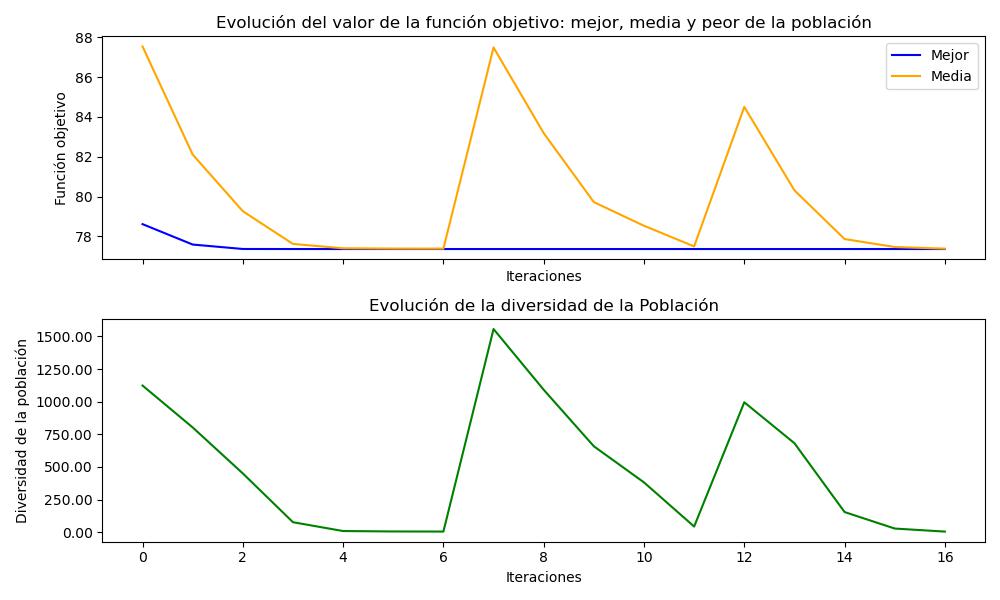 Evolución del valor de la función objetivo: mejor, media y peor de la población
88
86
84
82
80
78
Función objetivo
Mejor
Media
Iteraciones
Evolución de la diversidad de la Población
1500.00
1250.00
1000.00
750.00
500.00
250.00
0.00
Diversidad de la población
0 2 4 6 8 10 12 14 16
Iteraciones